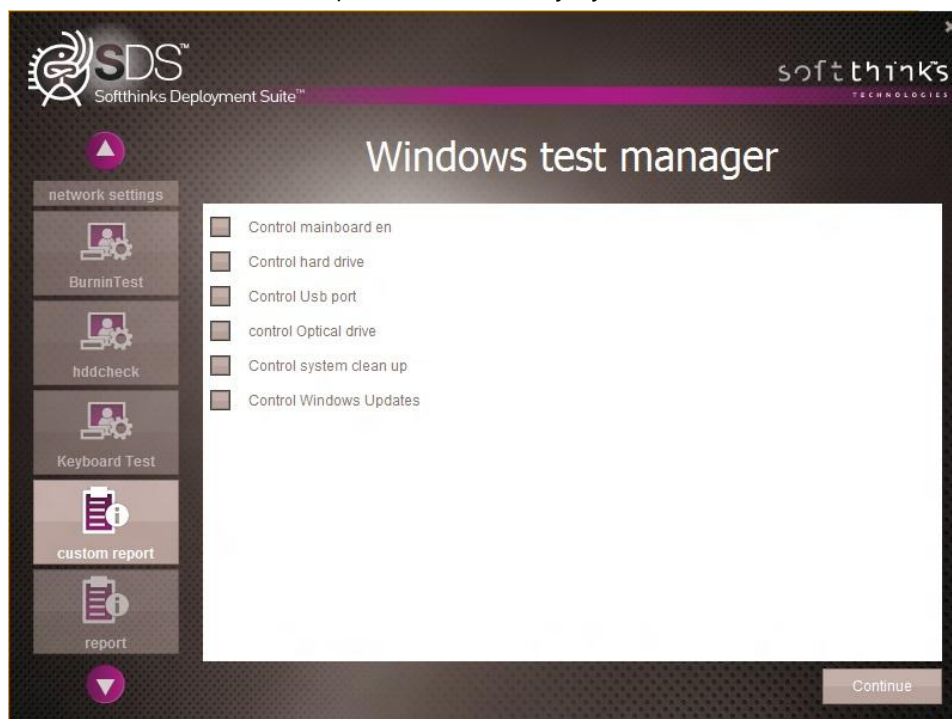 SDS™
Softthinks Deployment Suite™
softthinks
TECHNOLOGIES
Windows test manager
network settings
BurninTest
hddcheck
Keyboard Test
custom report
report
Control mainboard en
Control hard drive
Control Usb port
control Optical drive
Control system clean up
Control Windows Updates
Continue